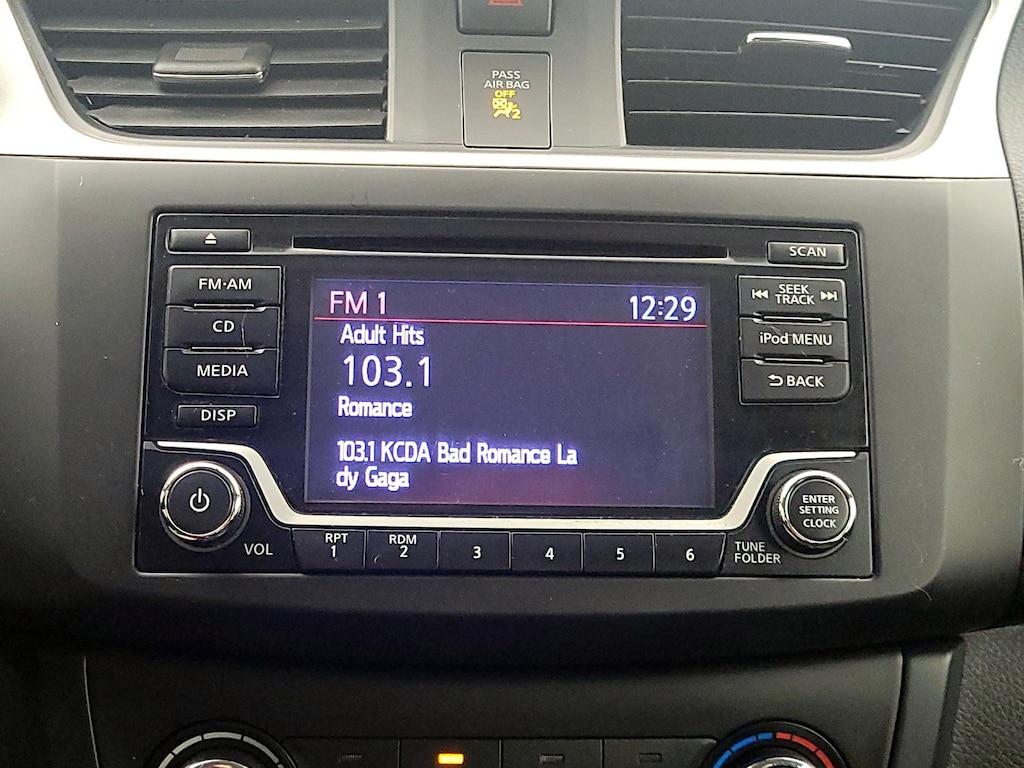 PASS
AIR BAG
OFF
2
SCAN
FM·AM
SEEK
TRACK
CD
iPod MENU
MEDIA
BACK
DISP
FM 1 12:29
Adult Hits
103.1
Romance
103.1 KCDA Bad Romance La
dy Gaga
ENTER
SETTING
CLOCK
VOL
RPT RDM
1 2 3 4 5 6
TUNE
FOLDER